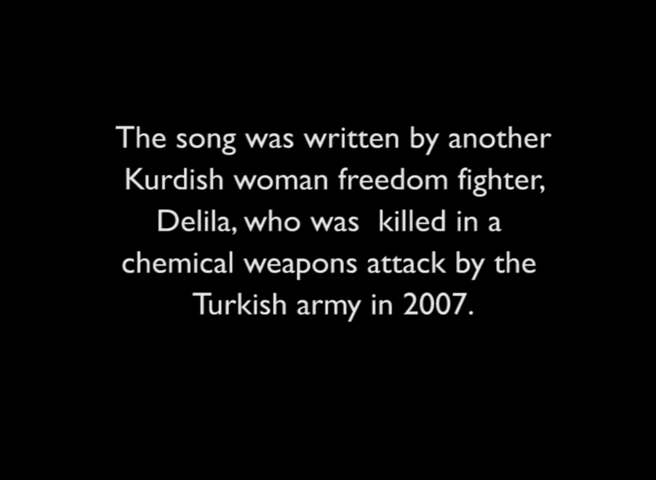 The song was written by another
Kurdish woman freedom fighter,
Delila, who was killed in a
chemical weapons attack by the
Turkish army in 2007.